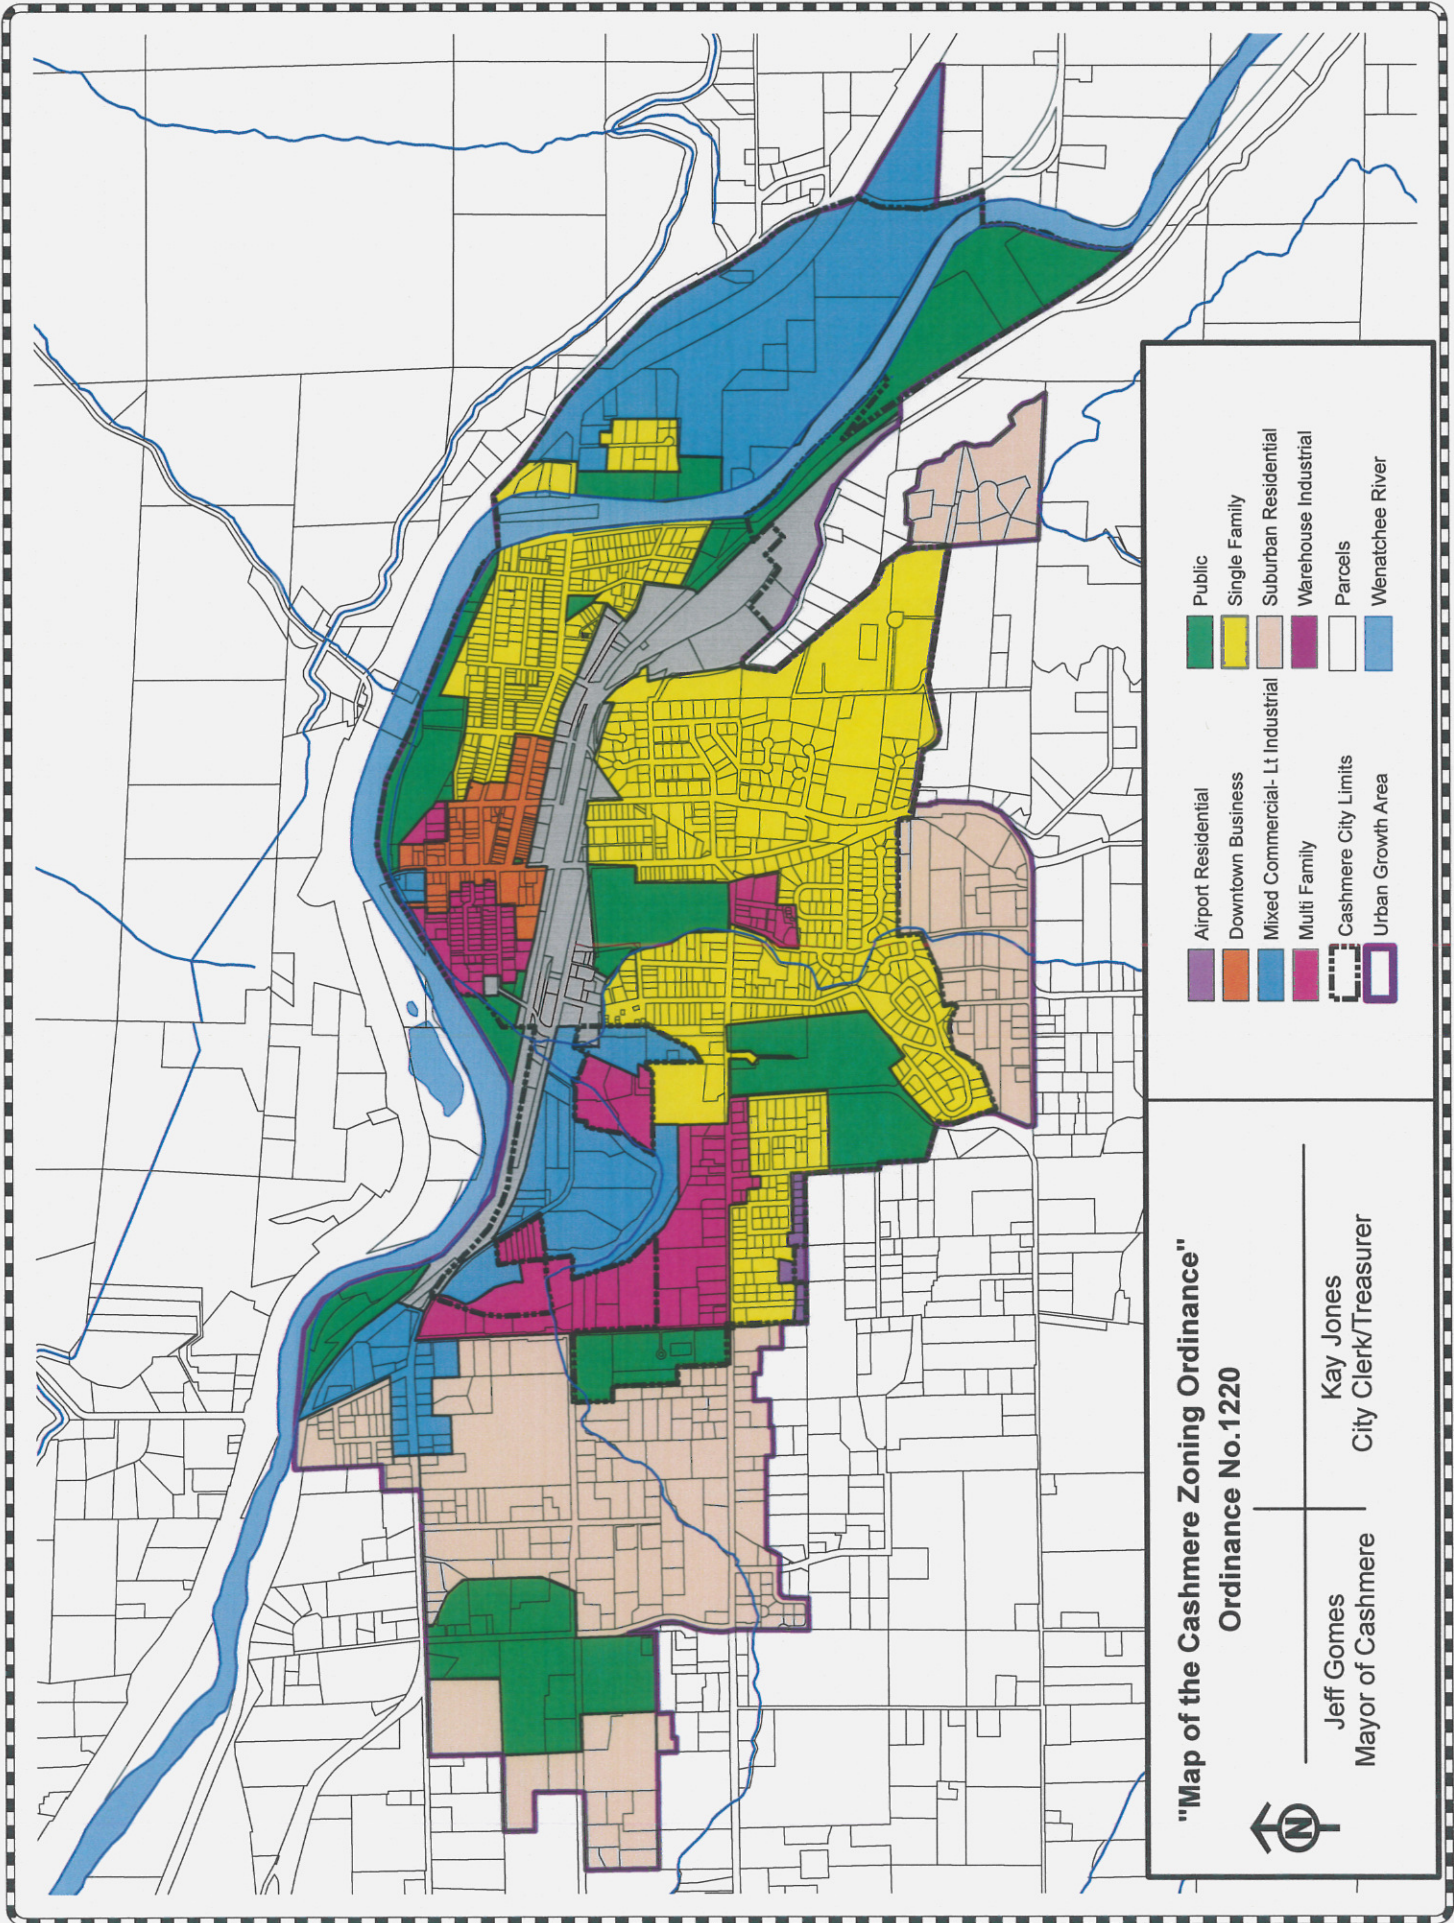 "Map of the Cashmere Zoning Ordinance"
Ordinance No.1220
N
Jeff Gomes
Mayor of Cashmere
Kay Jones
City Clerk/Treasurer
Airport Residential
Downtown Business
Mixed Commercial- Lt Industrial
Multi Family
Cashmere City Limits
Urban Growth Area
Public
Single Family
Suburban Residential
Warehouse Industrial
Parcels
Wenatchee River